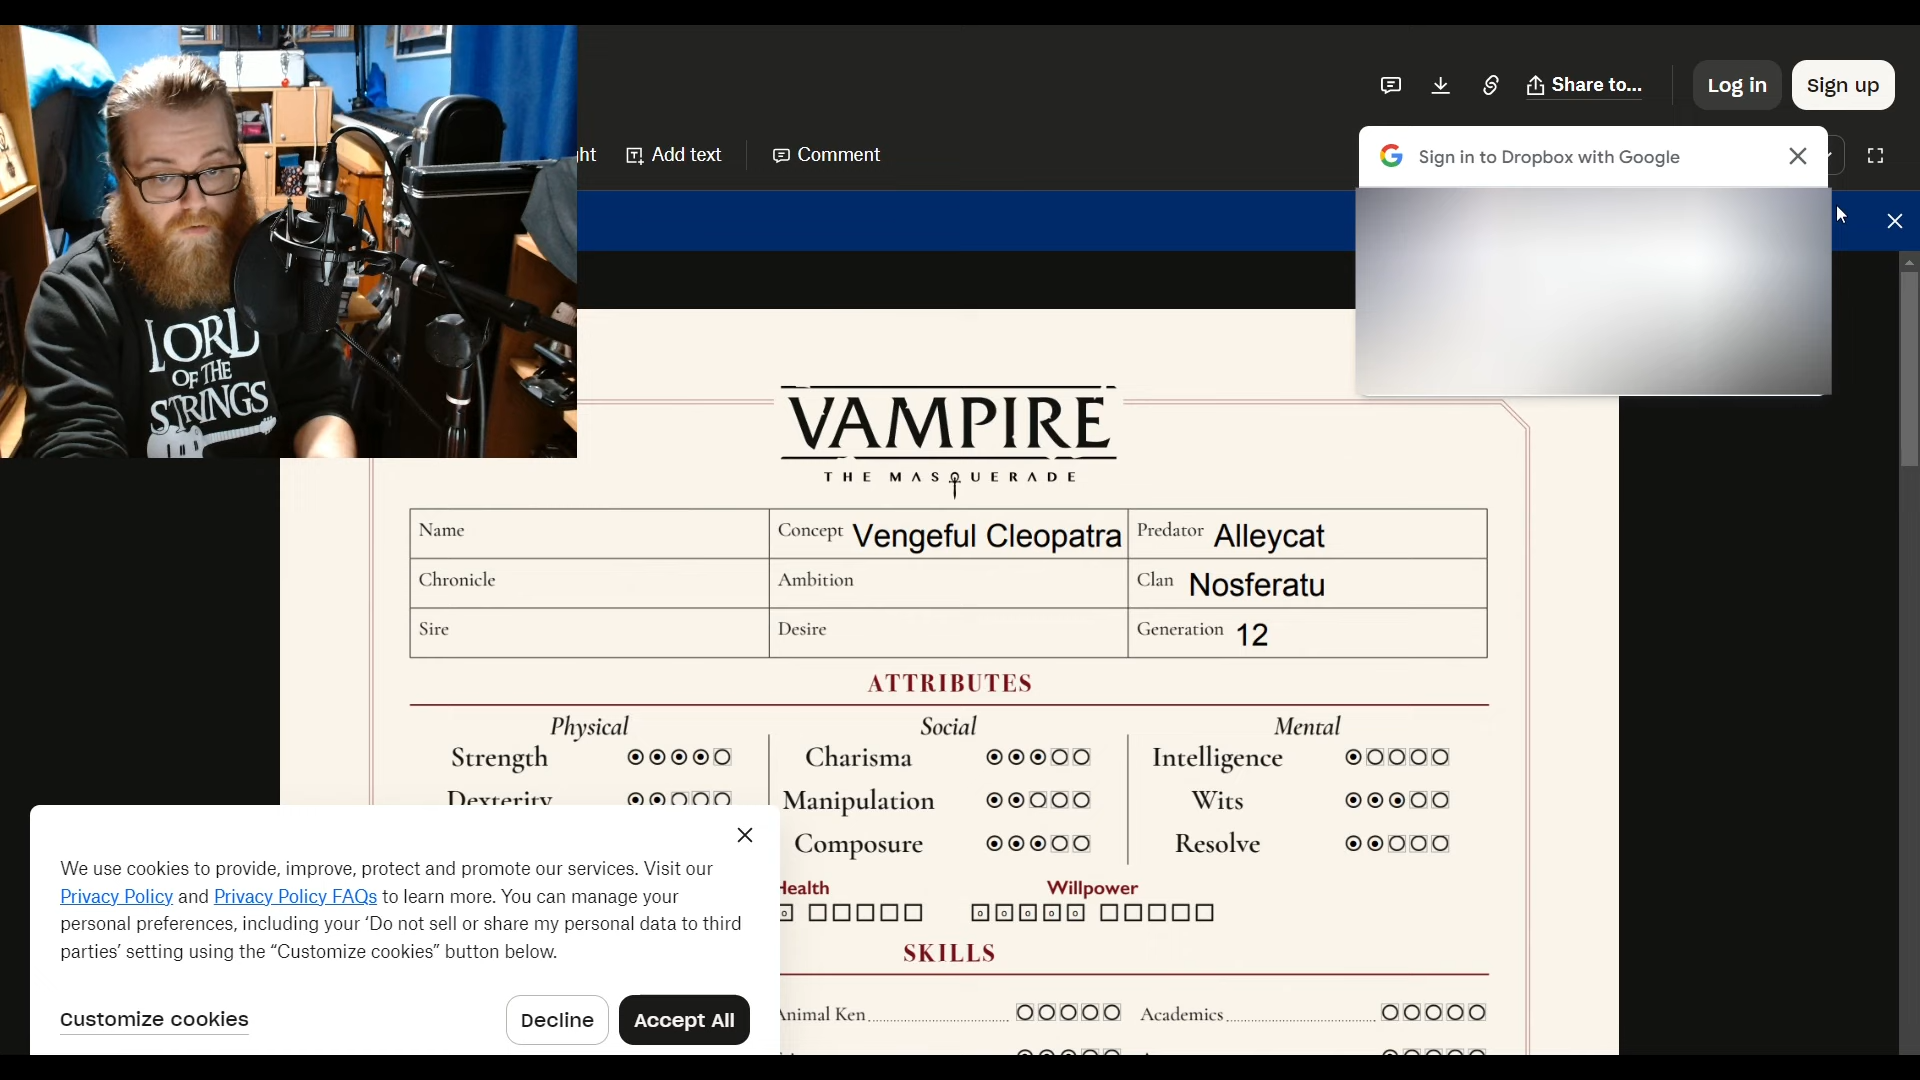 Share to...
Log in
Sign up
ht
Add text
Comment
Sign in to Dropbox with Google
LORD
OF THE
STRINGS
VAMPIRE
THE MASQUERADE
Name
Concept Vengeful Cleopatra
Predator Alleycat
Chronicle
Ambition
Clan Nosferatu
Sire
Desire
Generation 12
ATTRIBUTES
Physical
Social
Mental
Strength
Charisma
Intelligence
Dexterity
Manipulation
Wits
Composure
Resolve
Health
Willpower
SKILLS
Animal Ken
Academics
We use cookies to provide, improve, protect and promote our services. Visit our
Privacy Policy and Privacy Policy FAQs to learn more. You can manage your
personal preferences, including your ‘Do not sell or share my personal data to third
parties’ setting using the “Customize cookies” button below.
Customize cookies
Decline
Accept All